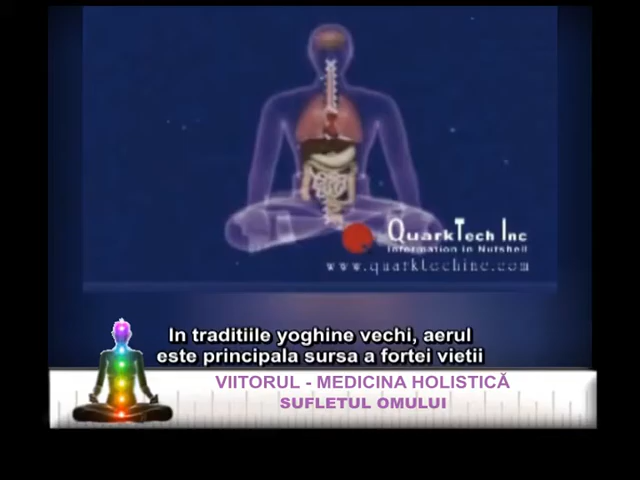 QuarkTech Inc
Information in Nutshell
www.quarktechinc.com
In traditiile yoghine vechi, aerul
este principala sursa a fortei vietii
VIITORUL - MEDICINA HOLISTICĂ
SUFLETUL OMULUI